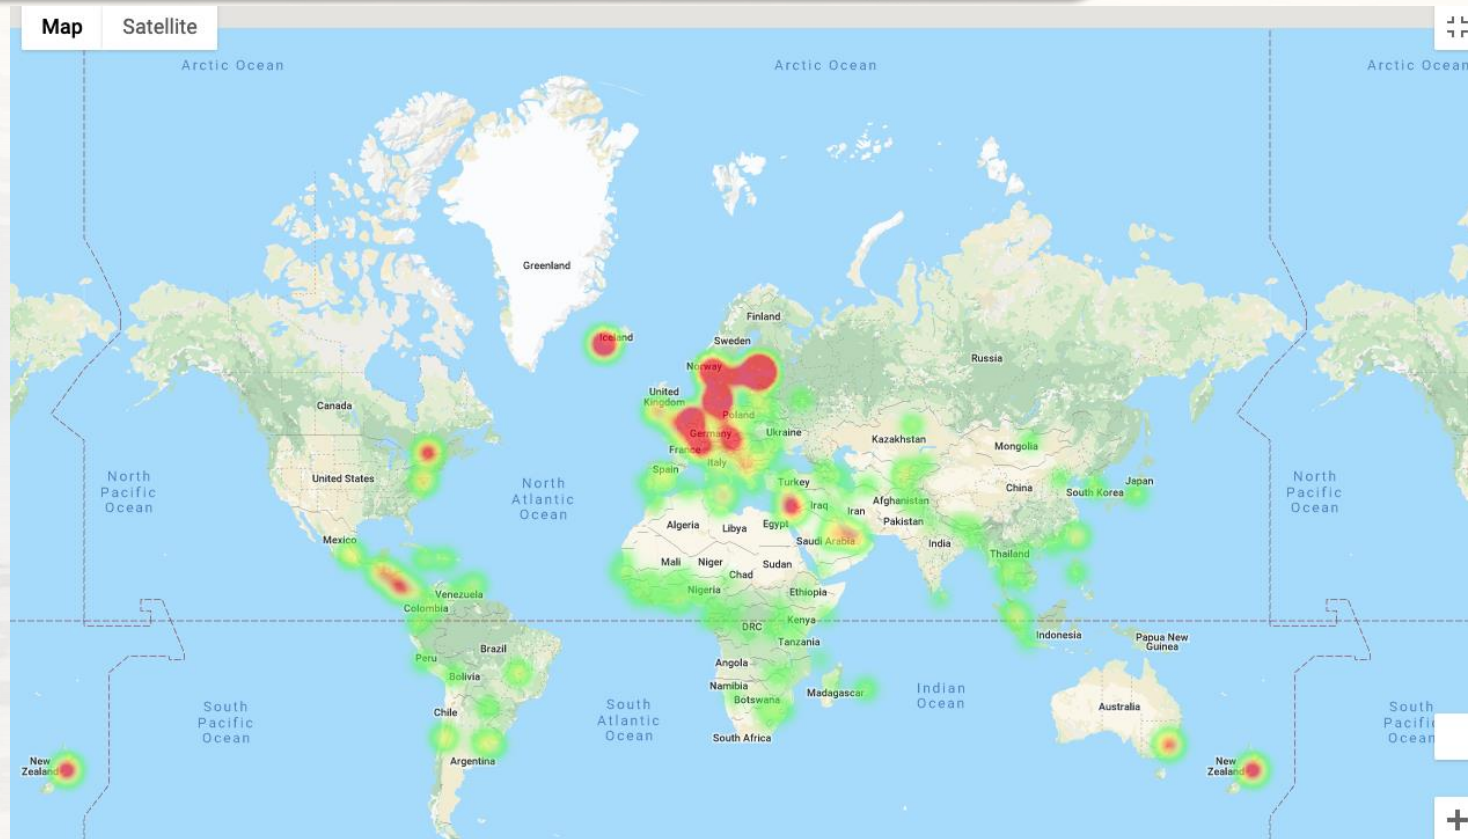 Map
Satellite
Arctic Ocean
Arctic Ocean
Arctic Ocean
Greenland
Iceland
Finland
Sweden
Norway
Russia
United
Kingdom
Canada
Poland
Germany
Ukraine
France
Kazakhstan
Mongolia
Italy
Spain
United States
Turkey
China
Japan
South Korea
North
Pacific
Ocean
North
Atlantic
Ocean
North
Pacific
Ocean
Afghanistan
Iraq
Iran
Algeria
Libya
Egypt
Pakistan
Mexico
Saudi Arabia
India
Thailand
Mali
Niger
Chad
Sudan
Venezuela
Nigeria
Ethiopia
Colombia
DRC
Kenya
Indonesia
Papua New
Guinea
Tanzania
Brazil
Peru
Angola
Bolivia
Namibia
Botswana
Madagascar
Indian
Ocean
Australia
South
Pacific
Ocean
Chile
South
Atlantic
Ocean
South
Pacific
Ocean
South Africa
Argentina
New
Zealand
New
Zealand